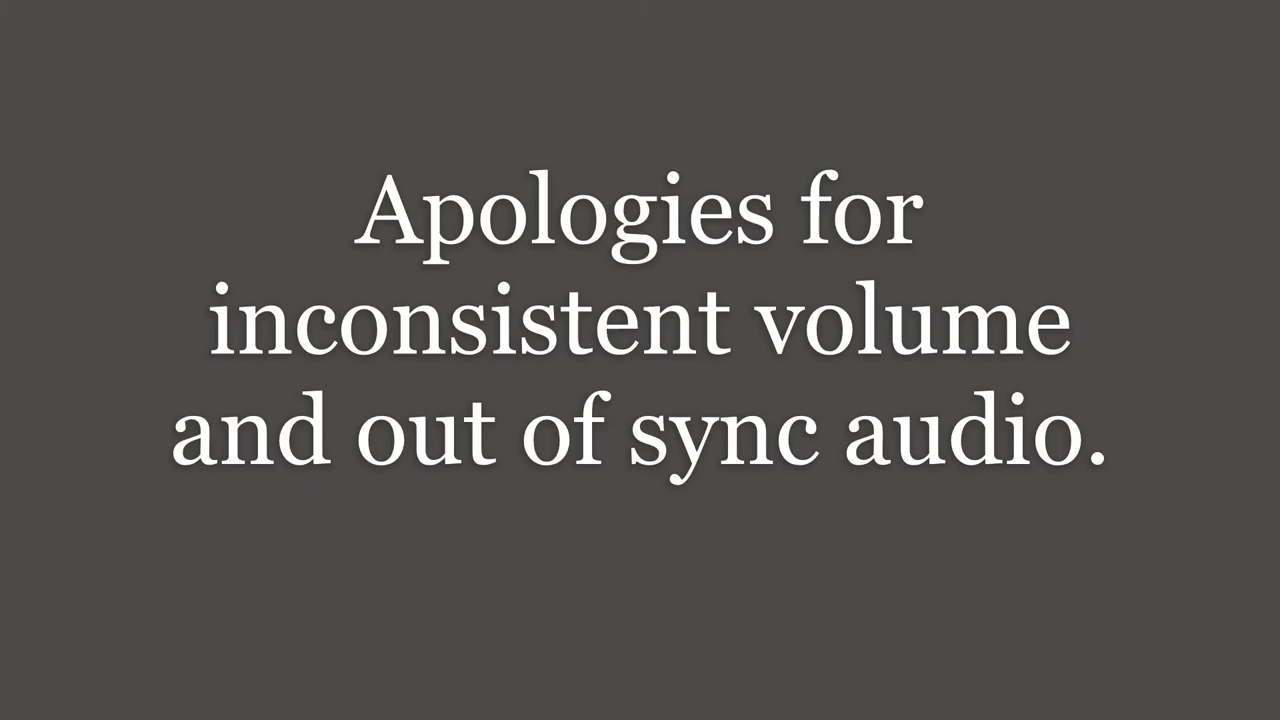 Apologies for
inconsistent volume
and out of sync audio.